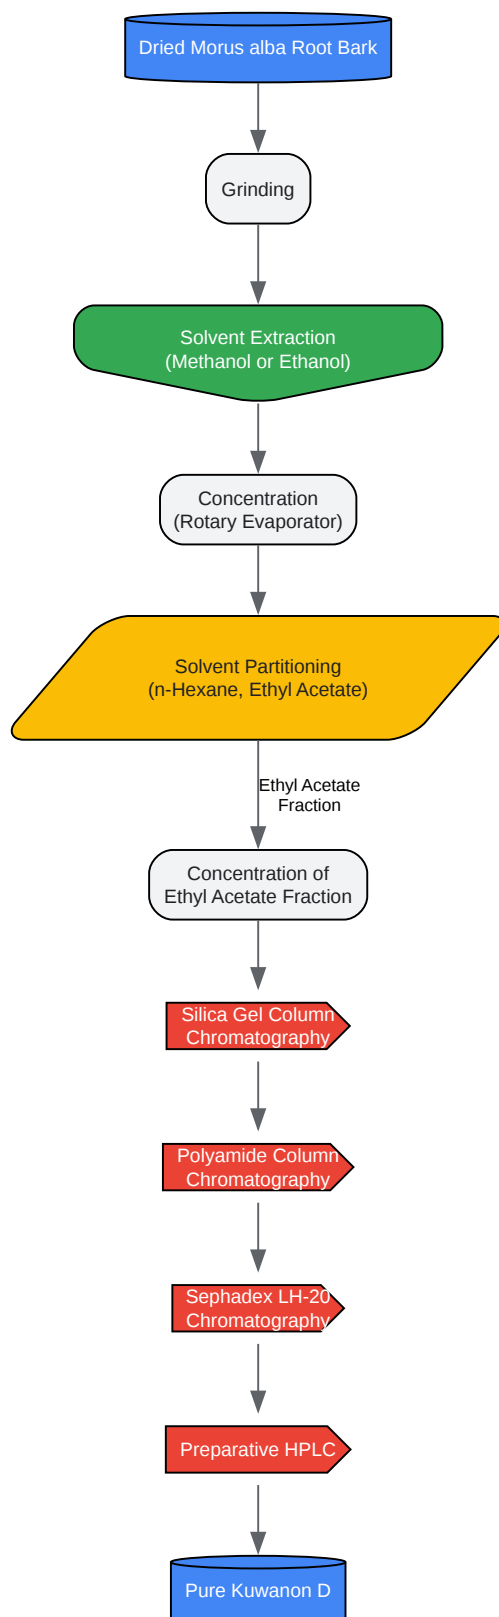 Dried Morus alba Root Bark
Grinding
Solvent Extraction
(Methanol or Ethanol)
Concentration
(Rotary Evaporator)
Solvent Partitioning
(n-Hexane, Ethyl Acetate)
Ethyl Acetate
Fraction
Concentration of
Ethyl Acetate Fraction
Silica Gel Column
Chromatography
Polyamide Column
Chromatography
Sephadex LH-20
Chromatography
Preparative HPLC
Pure Kuwanon D